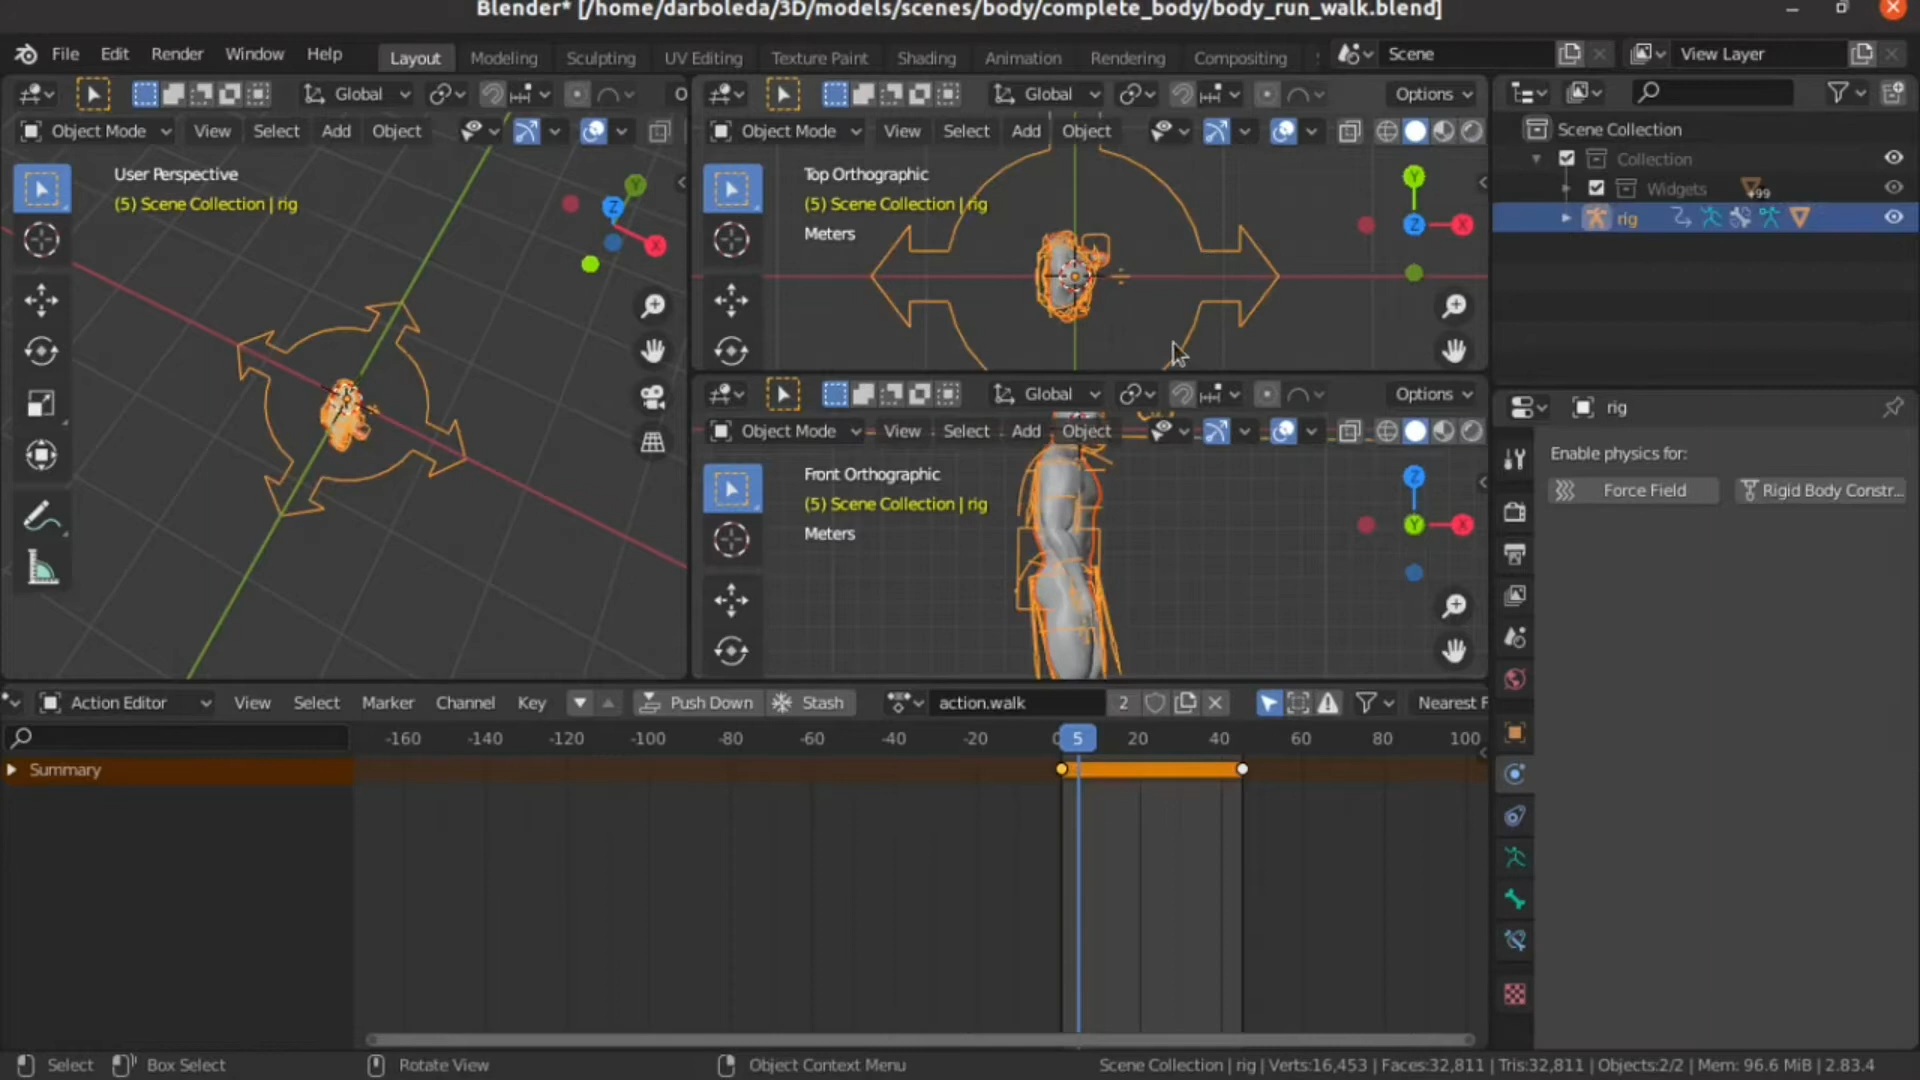 Blender* [/home/darboleda/3D/models/scenes/body/complete_body/body_run_walk.blend]
File Edit Render Window Help Layout Modeling Sculpting UV Editing Texture Paint Shading Animation Rendering Compositing Scene View Layer
Global Global Options
Object Mode View Select Add Object Object Mode View Select Add Object
User Perspective
(5) Scene Collection | rig
Top Orthographic
(5) Scene Collection | rig
Meters
Y
Z
X
Y
Z
X
Scene Collection
Collection
Widgets +99
rig
Global Options
Object Mode View Select Add Object
Front Orthographic
(5) Scene Collection | rig
Meters
Z
Y
X
rig
Enable physics for:
Force Field Rigid Body Constr...
Action Editor View Select Marker Channel Key Push Down Stash action.walk 2 Nearest F
-160 -140 -120 -100 -80 -60 -40 -20 0 5 20 40 60 80 100
Summary
Select Box Select Rotate View Object Context Menu Scene Collection | rig | Verts:16,453 | Faces:32,811 | Tris:32,811 | Objects:2/2 | Mem: 96.6 MiB | 2.83.4